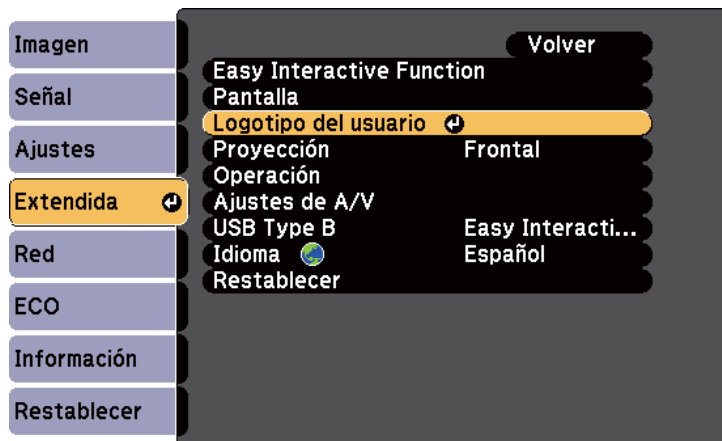 Imagen
Señal
Ajustes
Extendida
Red
ECO
Información
Restablecer
Volver
Easy Interactive Function
Pantalla
Logotipo del usuario
Proyección Frontal
Operación
Ajustes de A/V
USB Type B Easy Interacti...
Idioma Español
Restablecer